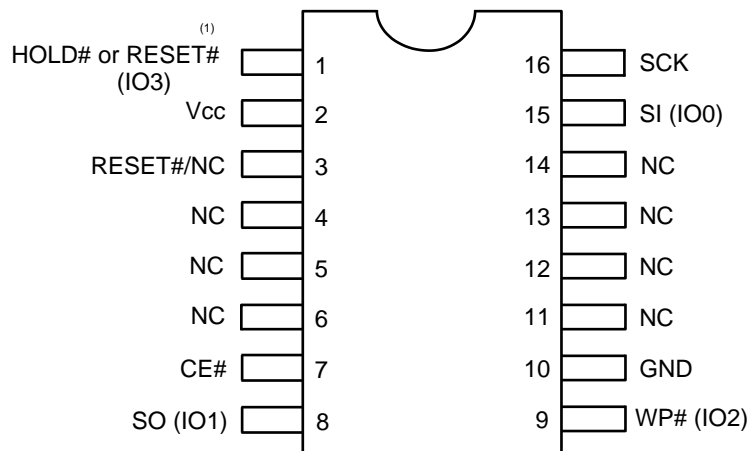 (1)
HOLD# or RESET# 1 16 SCK
(IO3)
Vcc 2 15 SI (IO0)
RESET#/NC 3 14 NC
NC 4 13 NC
NC 5 12 NC
NC 6 11 NC
CE# 7 10 GND
SO (IO1) 8 9 WP# (IO2)